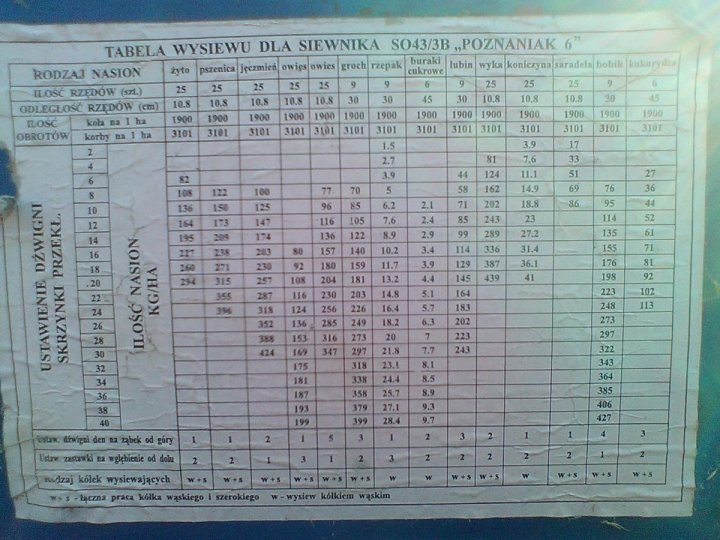 TABELA WYSIEWU DLA SIEWNIKA SO43/3B „POZNANIAK 6”
RODZAJ NASION żyto pszenica jęczmień owięs owies groch rzepak buraki cukrowe lubin wyka koniczyna saradela bobik kukurydza
ILOŚĆ RZĘDÓW (szt.) 25 25 25 25 25 9 9 6 9 25 25 25 9 6
ODLEGŁOŚĆ RZĘDÓW (cm) 10.8 10.8 10.8 10.8 10.8 30 30 45 30 10.8 10.8 10.8 30 45
ILOŚĆ OBROTÓW
koła na 1 ha 1900 1900 1900 1900 1900 1900 1900 1900 1900 1900 1900 1900 1900 1900
korby na 1 ha 3101 3101 3101 3101 3101 3101 3101 3101 3101 3101 3101 3101 3101 3101
USTAWIENIE DŹWIGNI
SKRZYNKI PRZEKŁ.
ILOŚĆ NASION
KG/HA
2 1.5 3.9 17
4 2.7 81 7,6 33
6 82 3.9 44 124 11.1 51 27
8 108 122 100 77 70 5 58 162 14.9 69 76 36
10 136 150 125 96 85 6.2 2.1 71 202 18.8 86 95 44
12 164 173 147 116 105 7.6 2.4 85 243 23 114 52
14 195 209 174 136 122 8.9 2.9 99 289 27.2 135 61
16 227 238 203 80 157 140 10.2 3.4 114 336 31.4 155 71
18 260 271 230 92 180 159 11.7 3.9 129 387 36.1 176 81
20 294 315 257 108 204 181 13.2 4.4 145 439 41 198 92
22 355 287 116 230 203 14.8 5.1 164 223 102
24 396 318 124 256 226 16.4 5.7 183 248 113
26 352 136 285 249 18.2 6.3 202 273
28 388 153 316 273 20 7 223 297
30 424 169 347 297 21.8 7.7 243 322
32 175 318 23.1 8.1 343
34 181 338 24.4 8.5 364
36 187 358 25.7 8.9 385
38 193 379 27.1 9.3 406
40 199 399 28.4 9.7 427
Ustaw. dźwigni den na ząbek od góry 1 1 2 1 5 3 1 2 3 2 1 1 4 3
Ustaw. zastawki na wgłębienie od dołu 2 2 1 3 1 2 3 2 2 2 2 2 1 2
Rodzaj kółek wysiewających w+s w+s w+s w+s w+s w+s w w w+s w+s w w+s w+s w+s
w+s - łączna praca kółka wąskiego i szerokiego w - wysiew kółkiem wąskim